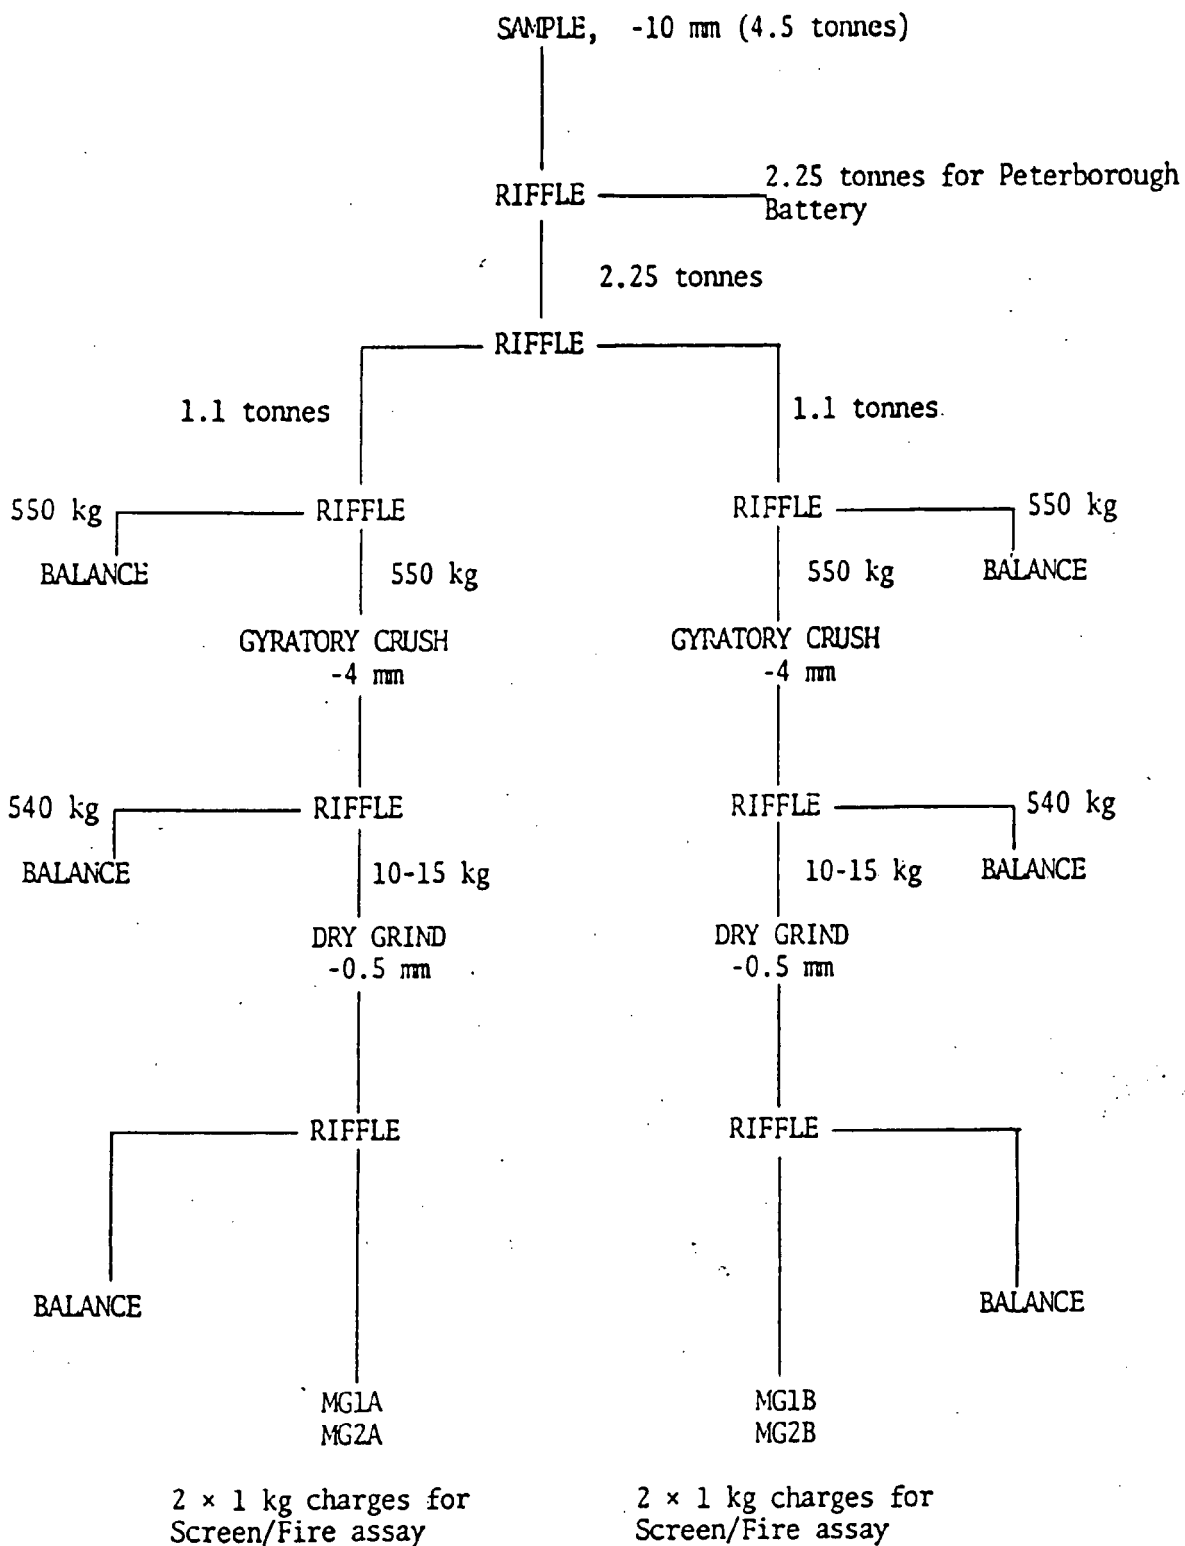 SAMPLE, -10 mm (4.5 tonnes)
RIFFLE
2.25 tonnes for Peterborough
Battery
2.25 tonnes
RIFFLE
1.1 tonnes
1.1 tonnes
550 kg
RIFFLE
RIFFLE
550 kg
BALANCE
550 kg
550 kg
BALANCE
GYRATORY CRUSH
-4 mm
GYRATORY CRUSH
-4 mm
540 kg
RIFFLE
RIFFLE
540 kg
BALANCE
10-15 kg
10-15 kg
BALANCE
DRY GRIND
-0.5 mm
DRY GRIND
-0.5 mm
RIFFLE
RIFFLE
BALANCE
BALANCE
MG1A
MG2A
MG1B
MG2B
2 × 1 kg charges for
Screen/Fire assay
2 × 1 kg charges for
Screen/Fire assay